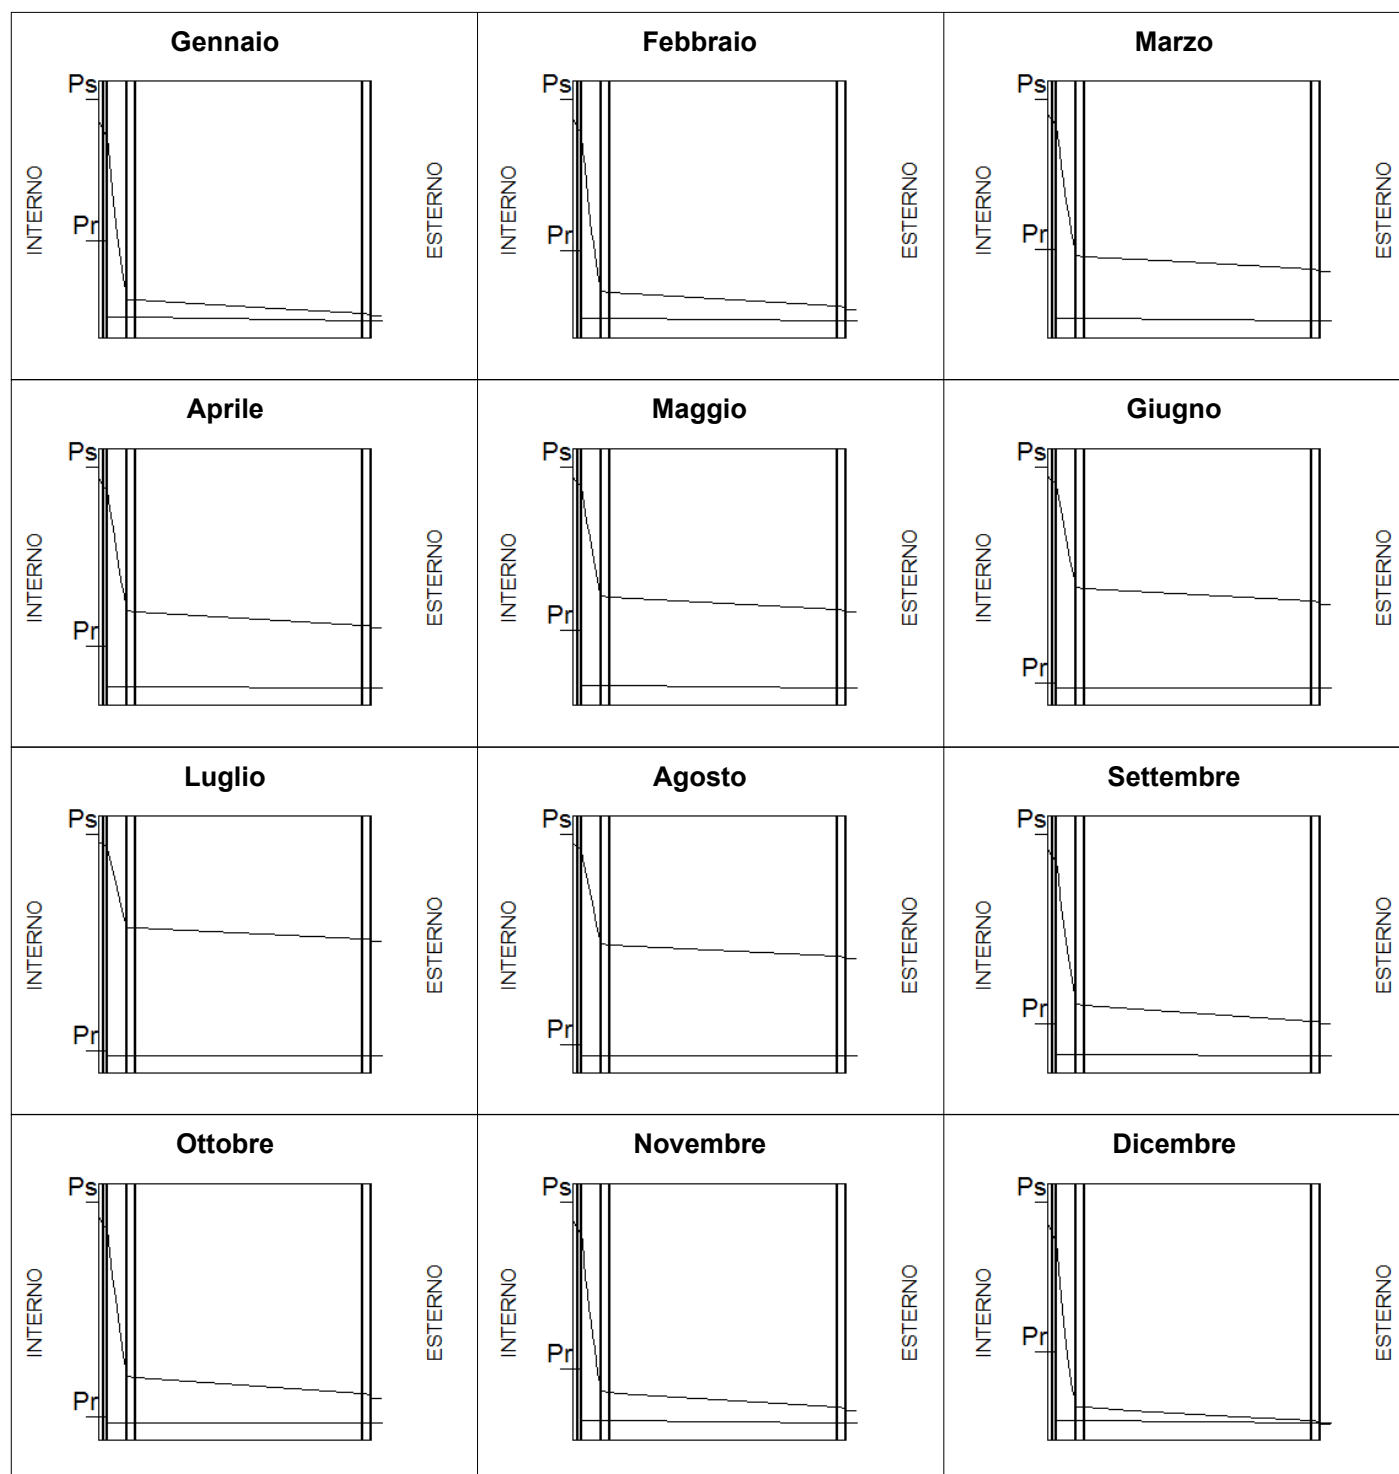 Gennaio
Febbraio
Marzo
Ps
Pr
INTERNO
ESTERNO
Ps
Pr
INTERNO
ESTERNO
Ps
Pr
INTERNO
ESTERNO
Aprile
Maggio
Giugno
Ps
Pr
INTERNO
ESTERNO
Ps
Pr
INTERNO
ESTERNO
Ps
Pr
INTERNO
ESTERNO
Luglio
Agosto
Settembre
Ps
Pr
INTERNO
ESTERNO
Ps
Pr
INTERNO
ESTERNO
Ps
Pr
INTERNO
ESTERNO
Ottobre
Novembre
Dicembre
Ps
Pr
INTERNO
ESTERNO
Ps
Pr
INTERNO
ESTERNO
Ps
Pr
INTERNO
ESTERNO